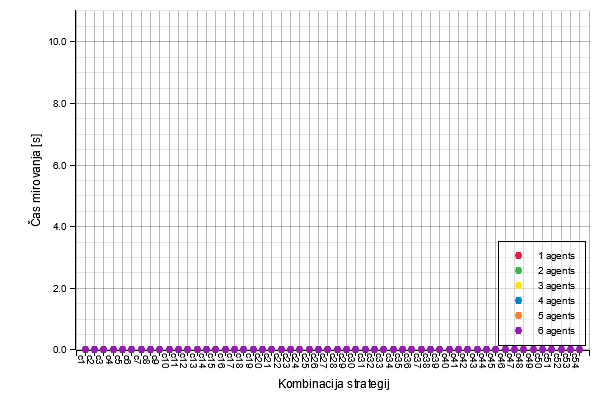 10.0
8.0
6.0
4.0
2.0
0.0
Čas mirovanja [s]
1 agents
2 agents
3 agents
4 agents
5 agents
6 agents
c1
c2
c3
c4
c5
c6
c7
c8
c9
c10
c11
c12
c13
c14
c15
c16
c17
c18
c19
c20
c21
c22
c23
c24
c25
c26
c27
c28
c29
c30
c31
c32
c33
c34
c35
c36
c37
c38
c39
c40
c41
c42
c43
c44
c45
c46
c47
c48
c49
c50
c51
c52
c53
c54
Kombinacija strategij